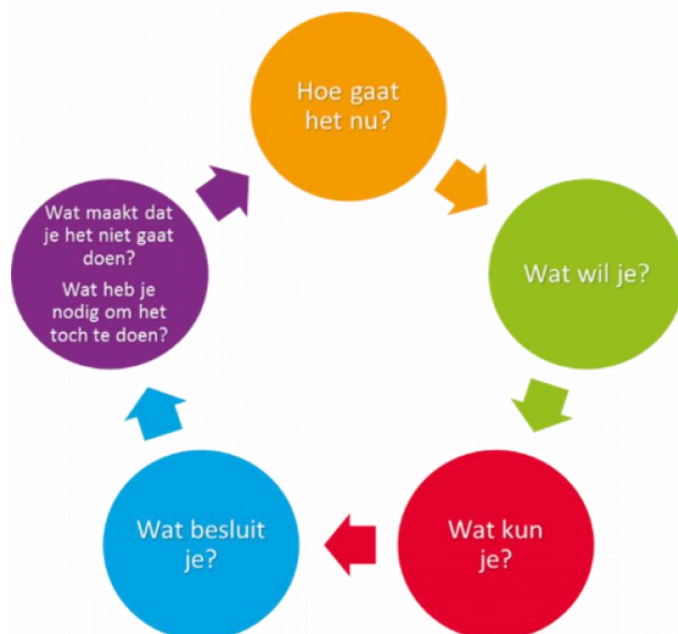 Hoe gaat
het nu?
Wat wil je?
Wat kun
je?
Wat besluit
je?
Wat maakt dat
je het niet gaat
doen?
Wat heb je
nodig om het
toch te doen?